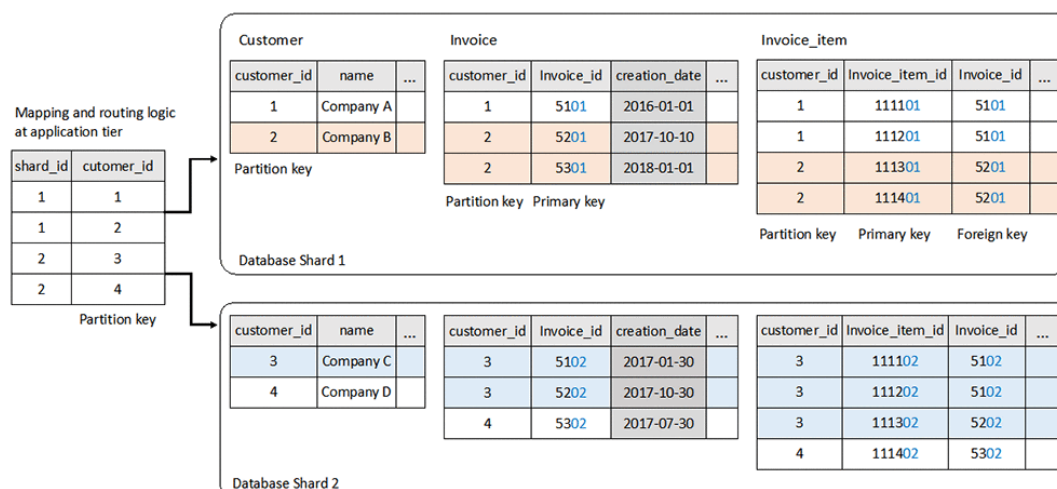 Customer
Invoice
Invoice_item
customer_id name ...
1 Company A
2 Company B
Partition key
customer_id Invoice_id creation_date ...
1 5101 2016-01-01
2 5201 2017-10-10
2 5301 2018-01-01
Partition key Primary key
customer_id Invoice_item_id Invoice_id ...
1 111101 5101
1 111201 5101
2 111301 5201
2 111401 5201
Partition key Primary key Foreign key
Database Shard 1
Mapping and routing logic
at application tier
shard_id cutomer_id
1 1
1 2
2 3
2 4
Partition key
customer_id name ...
3 Company C
4 Company D
customer_id Invoice_id creation_date ...
3 5102 2017-01-30
3 5202 2017-10-30
4 5302 2017-07-30
customer_id Invoice_item_id Invoice_id ...
3 111102 5102
3 111202 5102
3 111302 5202
4 111402 5302
Database Shard 2